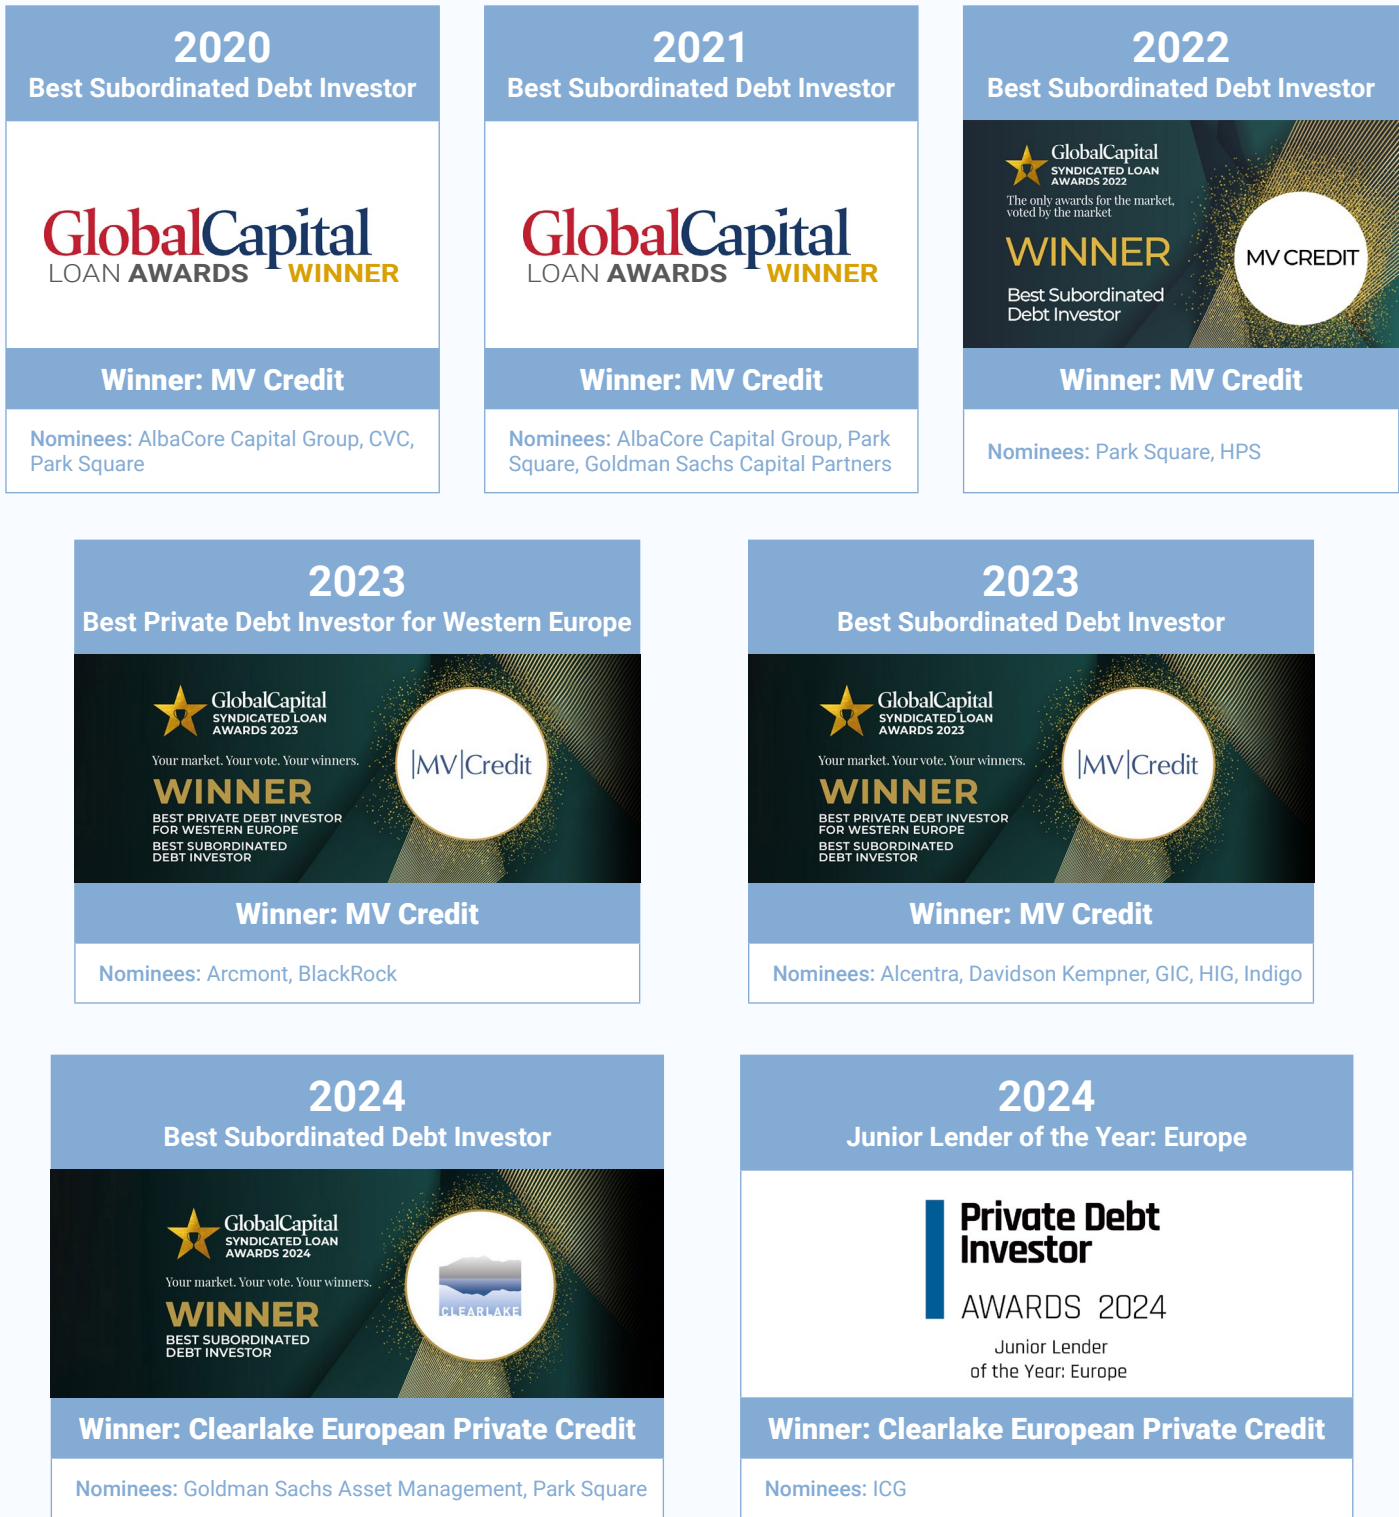 2020
Best Subordinated Debt Investor
GlobalCapital
LOAN AWARDS WINNER
Winner: MV Credit
Nominees: AlbaCore Capital Group, CVC,
Park Square
2021
Best Subordinated Debt Investor
GlobalCapital
LOAN AWARDS WINNER
Winner: MV Credit
Nominees: AlbaCore Capital Group, Park
Square, Goldman Sachs Capital Partners
2022
Best Subordinated Debt Investor
GlobalCapital
SYNDICATED LOAN
AWARDS 2022
The only awards for the market,
voted by the market
WINNER
Best Subordinated
Debt Investor
MV CREDIT
Winner: MV Credit
Nominees: Park Square, HPS
2023
Best Private Debt Investor for Western Europe
GlobalCapital
SYNDICATED LOAN
AWARDS 2023
Your market. Your vote. Your winners.
WINNER
BEST PRIVATE DEBT INVESTOR
FOR WESTERN EUROPE
BEST SUBORDINATED
DEBT INVESTOR
|MV|Credit
Winner: MV Credit
Nominees: Arcmont, BlackRock
2023
Best Subordinated Debt Investor
GlobalCapital
SYNDICATED LOAN
AWARDS 2023
Your market. Your vote. Your winners.
WINNER
BEST PRIVATE DEBT INVESTOR
FOR WESTERN EUROPE
BEST SUBORDINATED
DEBT INVESTOR
|MV|Credit
Winner: MV Credit
Nominees: Alcentra, Davidson Kempner, GIC, HIG, Indigo
2024
Best Subordinated Debt Investor
GlobalCapital
SYNDICATED LOAN
AWARDS 2024
Your market. Your vote. Your winners.
WINNER
BEST SUBORDINATED
DEBT INVESTOR
CLEARLAKE
Winner: Clearlake European Private Credit
Nominees: Goldman Sachs Asset Management, Park Square
2024
Junior Lender of the Year: Europe
Private Debt
Investor
AWARDS 2024
Junior Lender
of the Year: Europe
Winner: Clearlake European Private Credit
Nominees: ICG